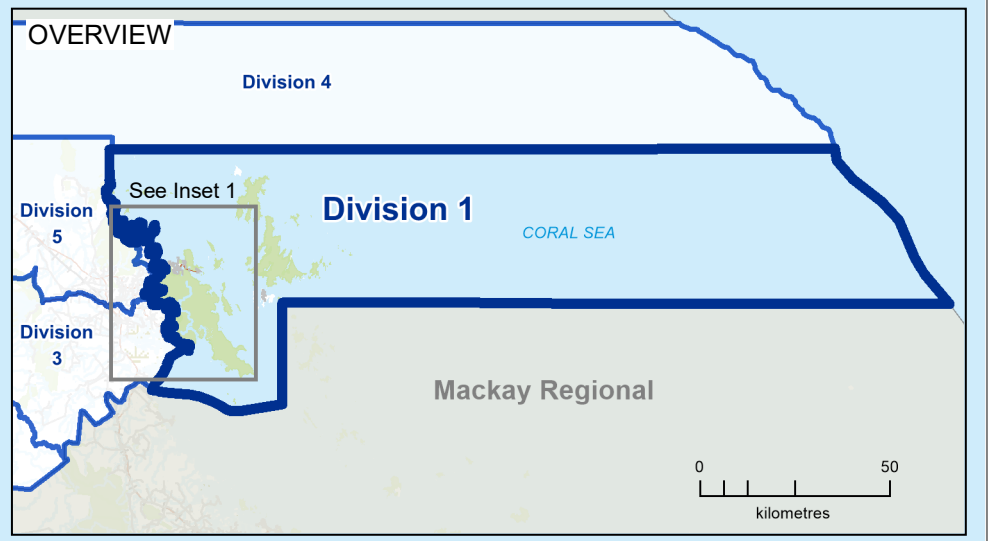 OVERVIEW
Division 4
See Inset 1
Division
5
Division 1
CORAL SEA
Division
3
Mackay Regional
0 50
kilometres